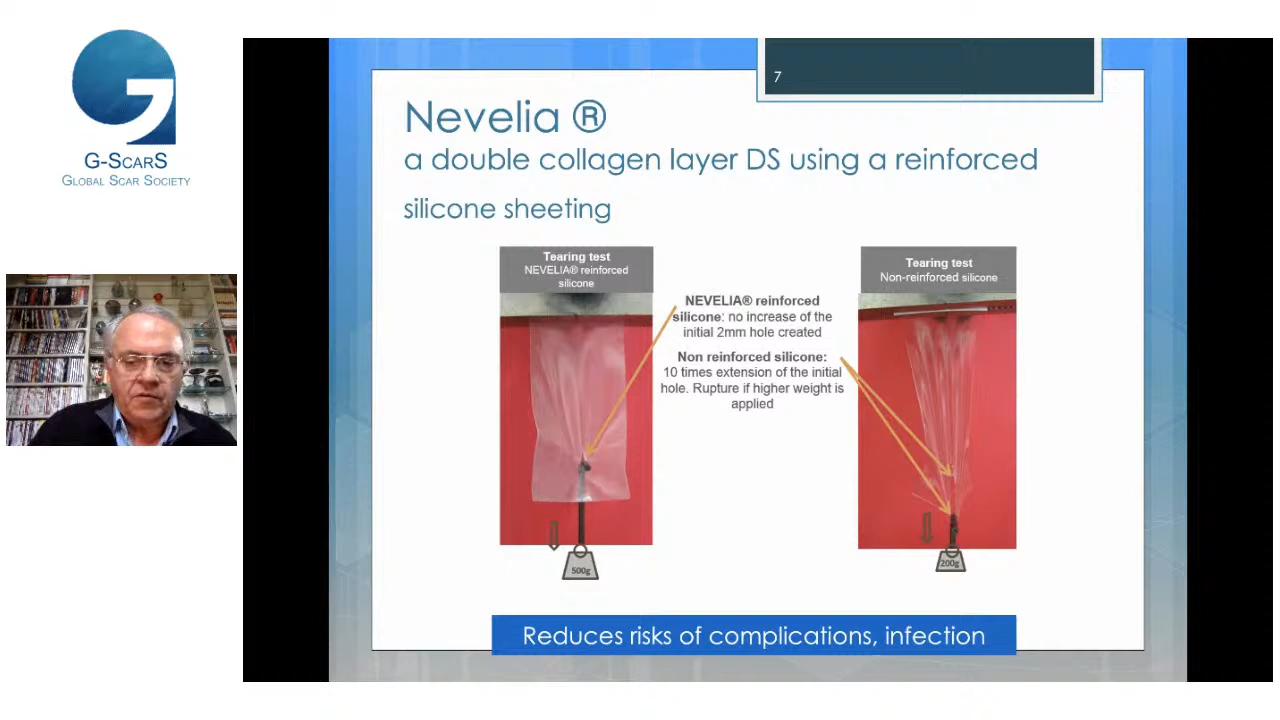 G-ScarS
Global Scar Society
7
Nevelia ®
a double collagen layer DS using a reinforced
silicone sheeting
Tearing test
NEVELIA® reinforced
silicone
Tearing test
Non-reinforced silicone
NEVELIA® reinforced
silicone: no increase of the
initial 2mm hole created
Non reinforced silicone:
10 times extension of the initial
hole. Rupture if higher weight is
applied
500g
200g
Reduces risks of complications, infection